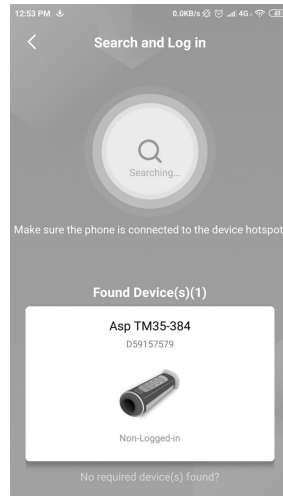 12:53 PM 0.0KB/s 4G
Search and Log in
Searching...
Make sure the phone is connected to the device hotspot
Found Device(s)(1)
Asp TM35-384
D59157579
Non-Logged-in
No required device(s) found?